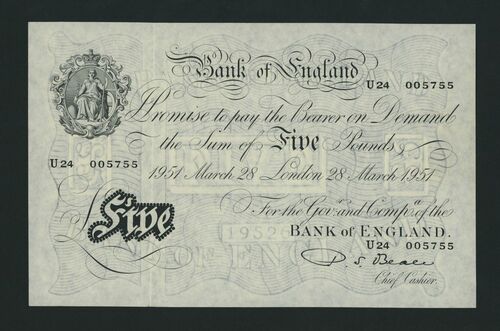 Bank of England
U24 005755
I Promise to pay the Bearer on Demand
the Sum of Five Pounds
U24 005755
1951 March 28 London 28 March 1951
For the Govr. and Compa. of the
£ Five
BANK of ENGLAND.
U24 005755
P. S. Beale
Chief Cashier.